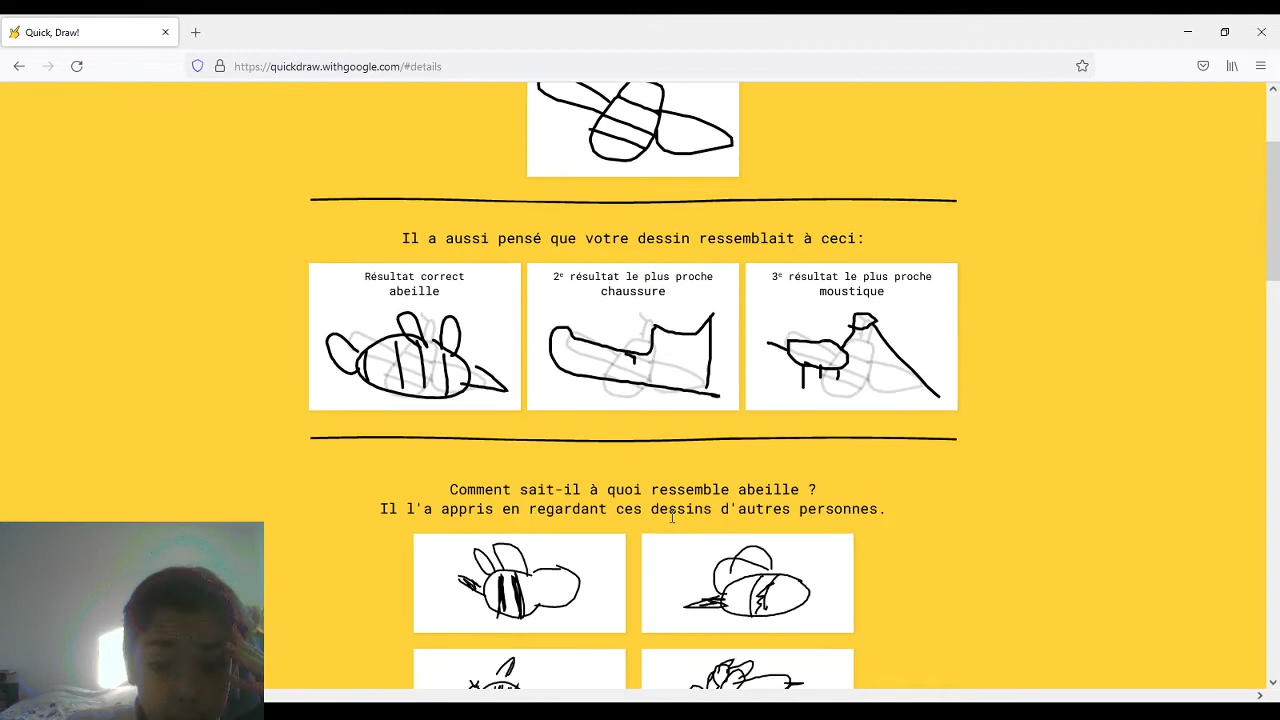 Quick, Draw!
https://quickdraw.withgoogle.com/#details
Il a aussi pensé que votre dessin ressemblait à ceci:
Résultat correct
abeille
2e résultat le plus proche
chaussure
3e résultat le plus proche
moustique
Comment sait-il à quoi ressemble abeille ?
Il l'a appris en regardant ces dessins d'autres personnes.